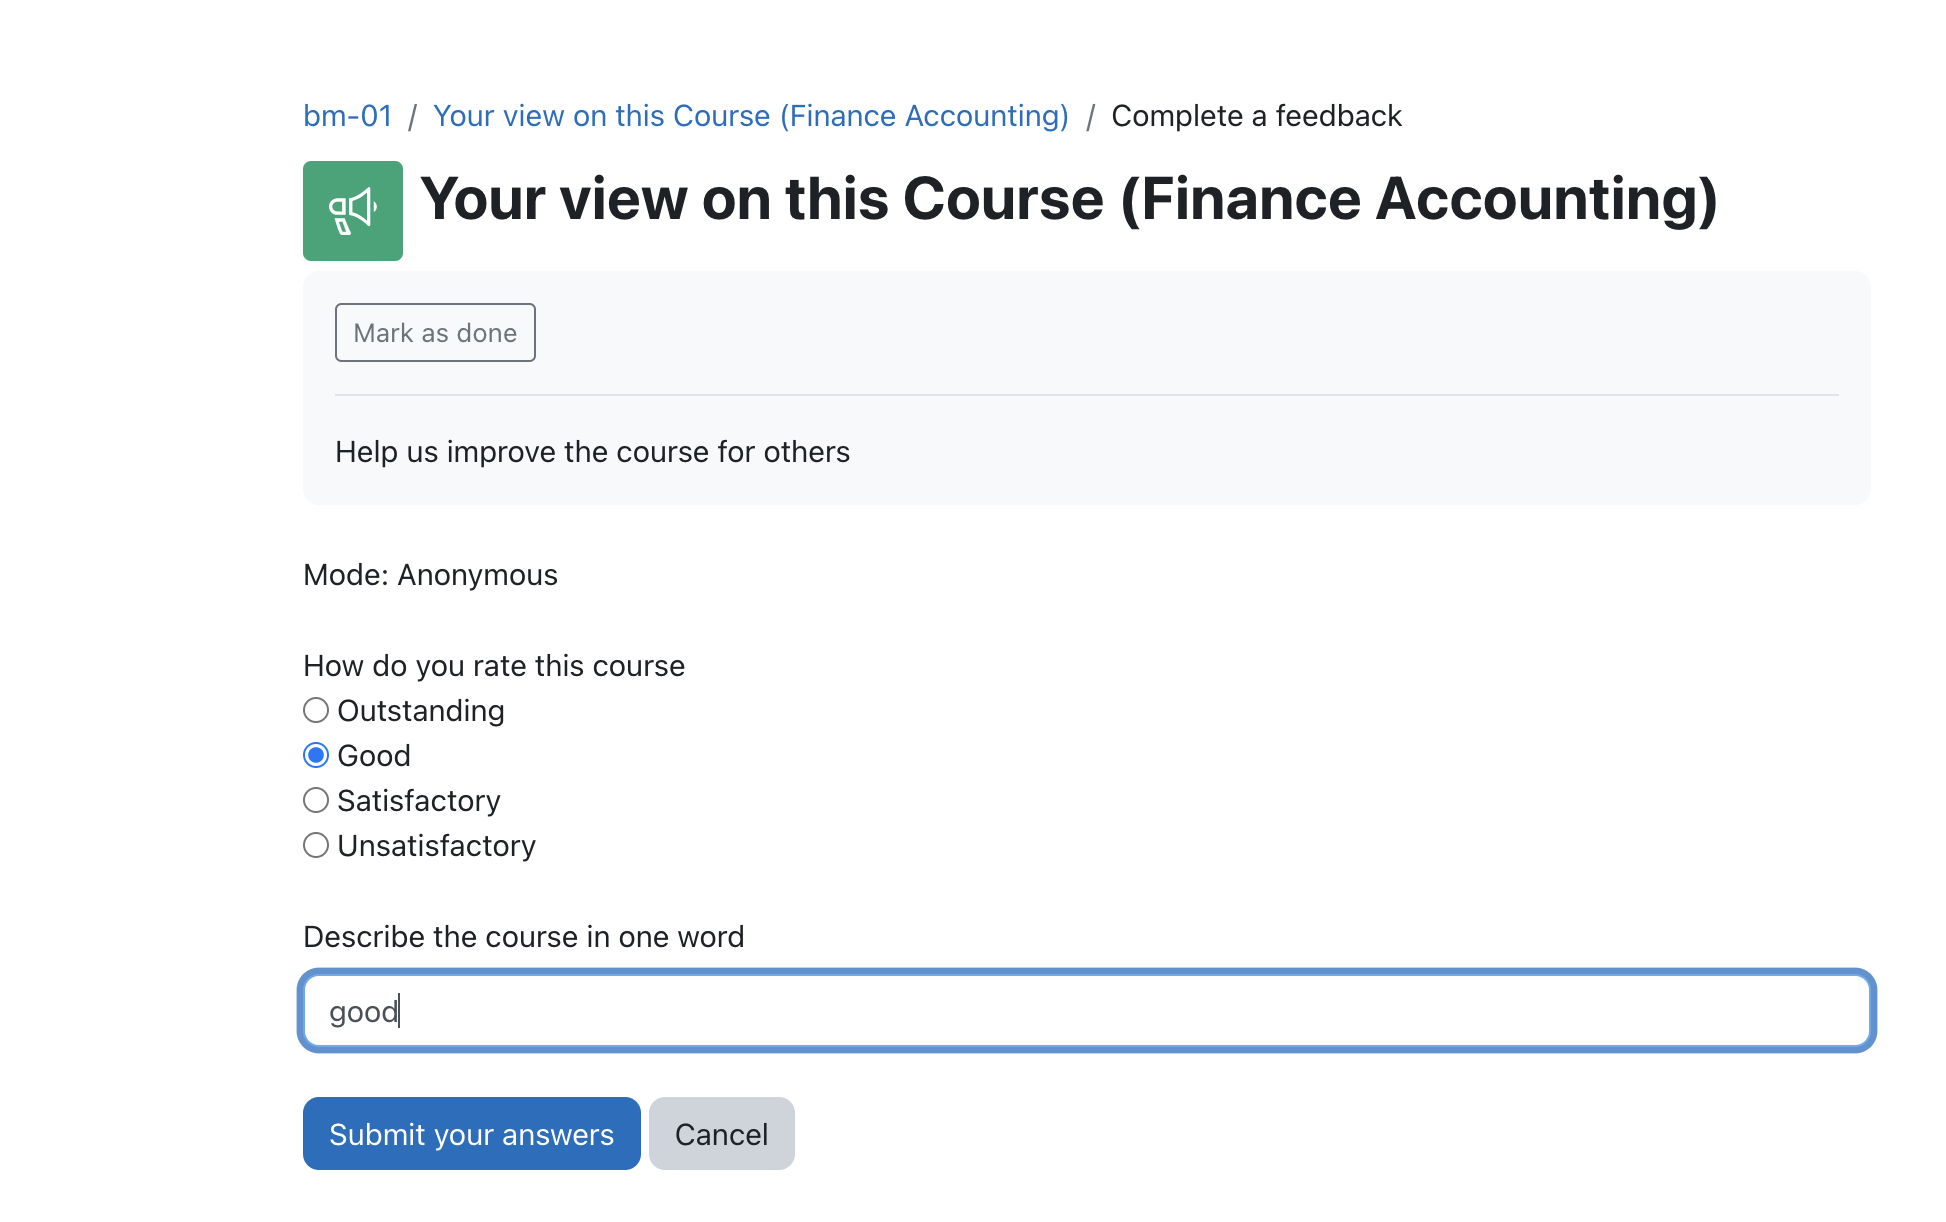 bm-01 / Your view on this Course (Finance Accounting) / Complete a feedback
Your view on this Course (Finance Accounting)
Mark as done
Help us improve the course for others
Mode: Anonymous
How do you rate this course
Outstanding
Good
Satisfactory
Unsatisfactory
Describe the course in one word
good
Submit your answers Cancel